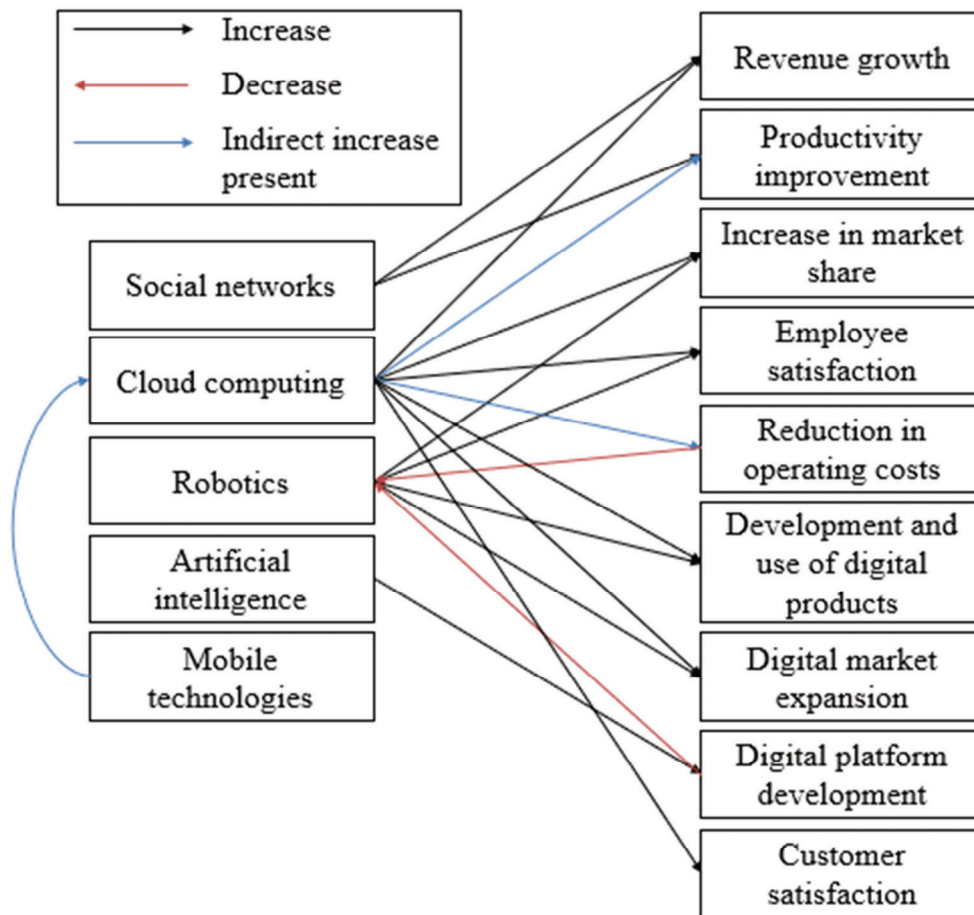 Increase
Decrease
Indirect increase
present
Social networks
Cloud computing
Robotics
Artificial
intelligence
Mobile
technologies
Revenue growth
Productivity
improvement
Increase in market
share
Employee
satisfaction
Reduction in
operating costs
Development and
use of digital
products
Digital market
expansion
Digital platform
development
Customer
satisfaction